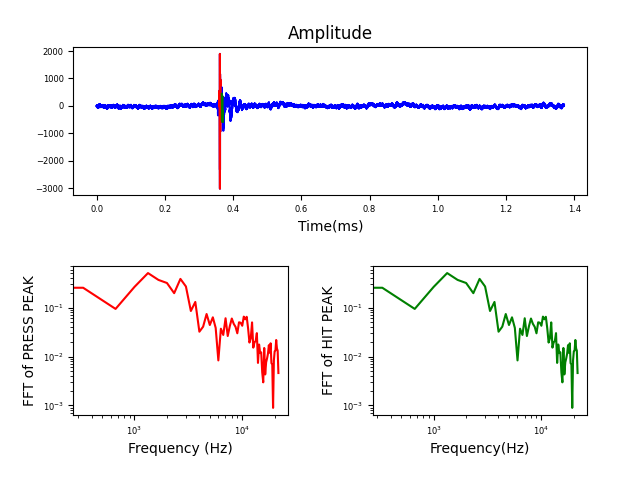 Amplitude
2000
1000
0
−1000
−2000
−3000
0.0 0.2 0.4 0.6 0.8 1.0 1.2 1.4
Time(ms)
FFT of PRESS PEAK
10⁻¹
10⁻²
10⁻³
10³ 10⁴
Frequency (Hz)
FFT of HIT PEAK
10⁻¹
10⁻²
10⁻³
10³ 10⁴
Frequency(Hz)